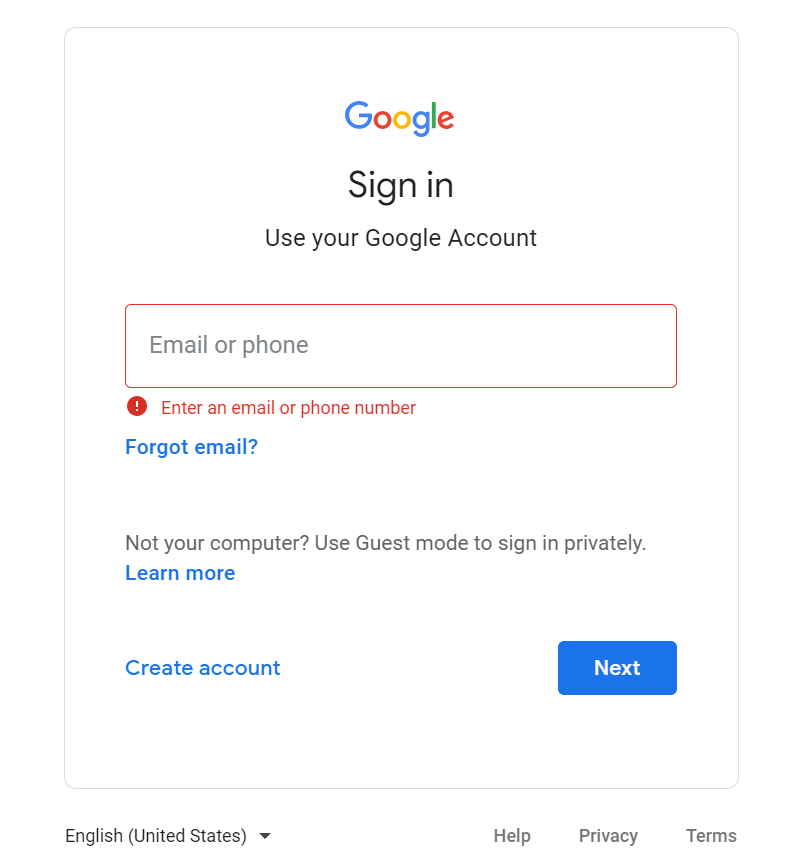 Google
Sign in
Use your Google Account
Email or phone
Enter an email or phone number
Forgot email?
Not your computer? Use Guest mode to sign in privately.
Learn more
Create account
Next
English (United States)
Help Privacy Terms